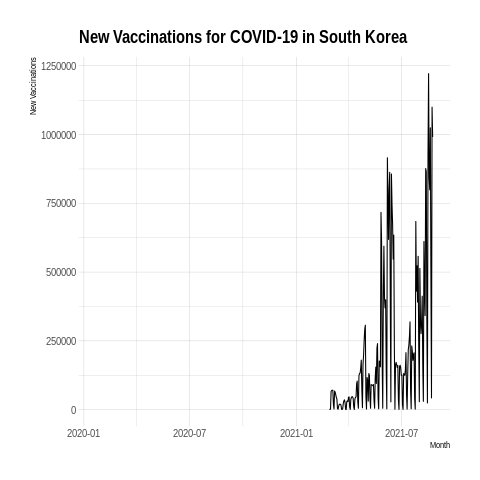 New Vaccinations for COVID-19 in South Korea
New Vaccinations
1250000
1000000
750000
500000
250000
0
2020-01 2020-07 2021-01 2021-07
Month